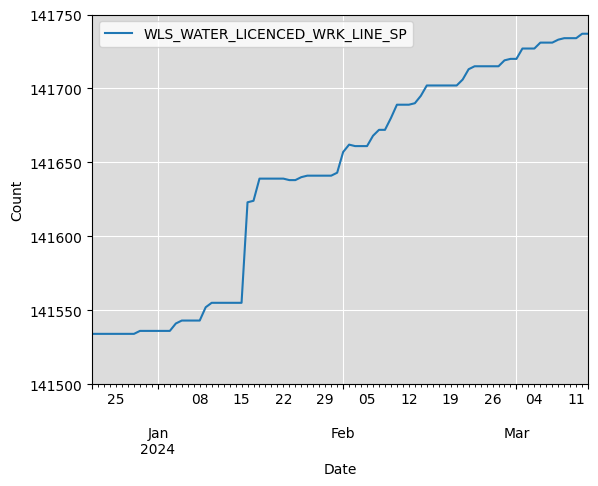 141750
WLS_WATER_LICENCED_WRK_LINE_SP
141700
141650
Count
141600
141550
141500
25 08 15 22 29 05 12 19 26 04 11
Jan Feb Mar
2024
Date